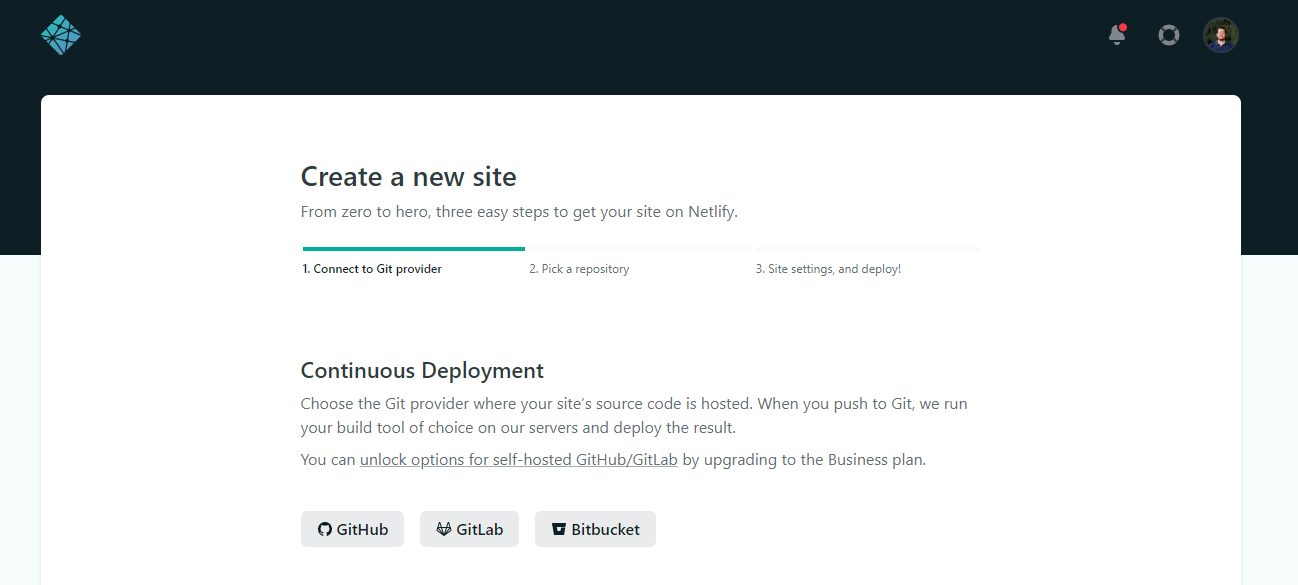 Create a new site
From zero to hero, three easy steps to get your site on Netlify.
1. Connect to Git provider
2. Pick a repository
3. Site settings, and deploy!
Continuous Deployment
Choose the Git provider where your site’s source code is hosted. When you push to Git, we run
your build tool of choice on our servers and deploy the result.
You can unlock options for self-hosted GitHub/GitLab by upgrading to the Business plan.
GitHub
GitLab
Bitbucket